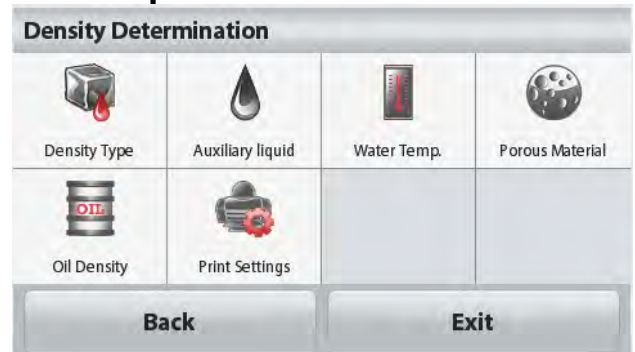 Density Determination
Density Type
Auxiliary liquid
Water Temp.
Porous Material
OIL
Oil Density
Print Settings
Back
Exit